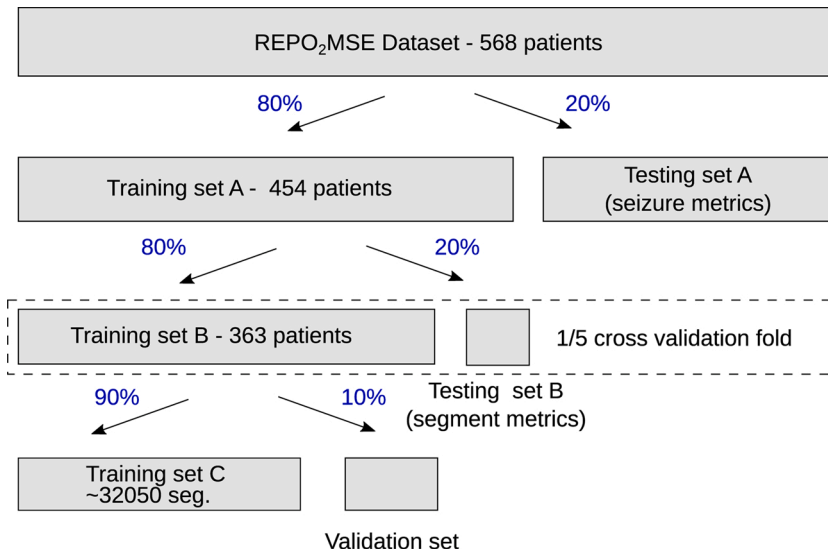 REPO₂MSE Dataset - 568 patients
80%
20%
Training set A - 454 patients
Testing set A
(seizure metrics)
80%
20%
Training set B - 363 patients
1/5 cross validation fold
90%
10%
Testing set B
(segment metrics)
Training set C
~32050 seg.
Validation set